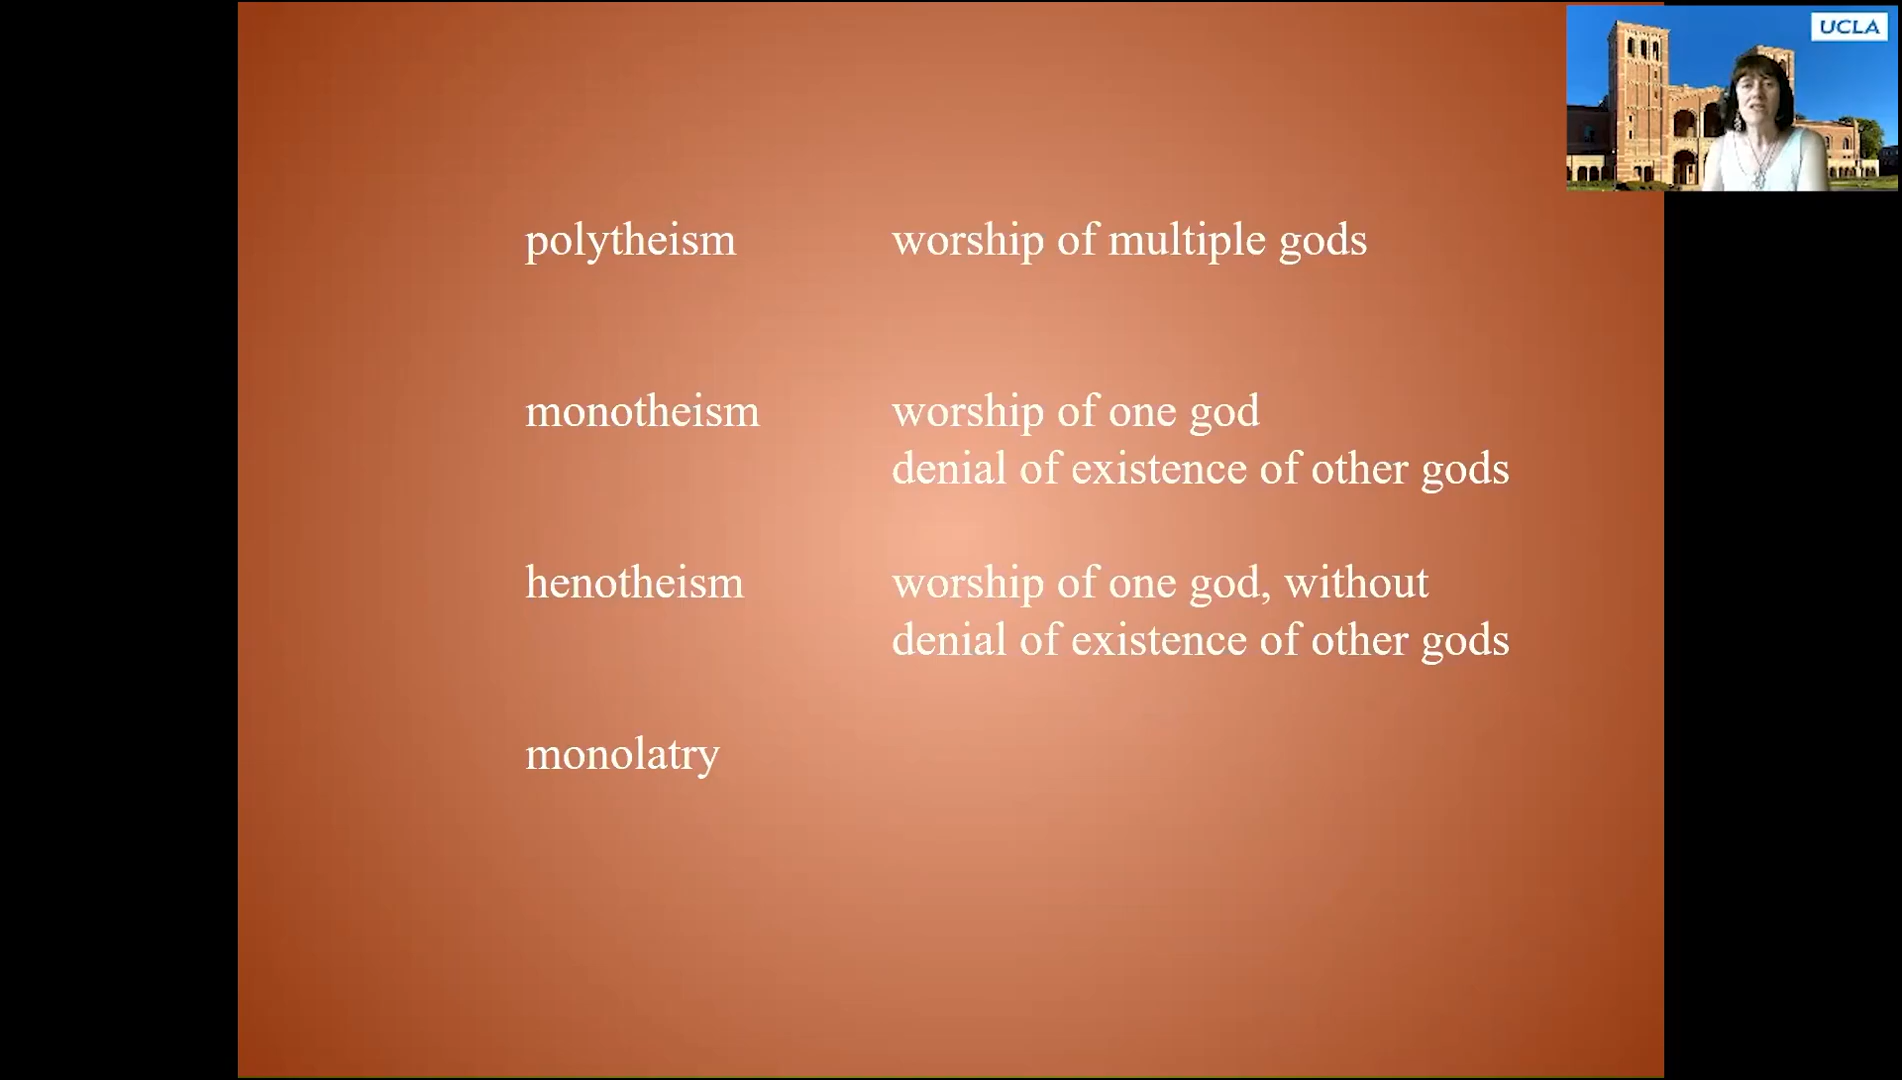 UCLA
polytheism worship of multiple gods
monotheism worship of one god
denial of existence of other gods
henotheism worship of one god, without
denial of existence of other gods
monolatry